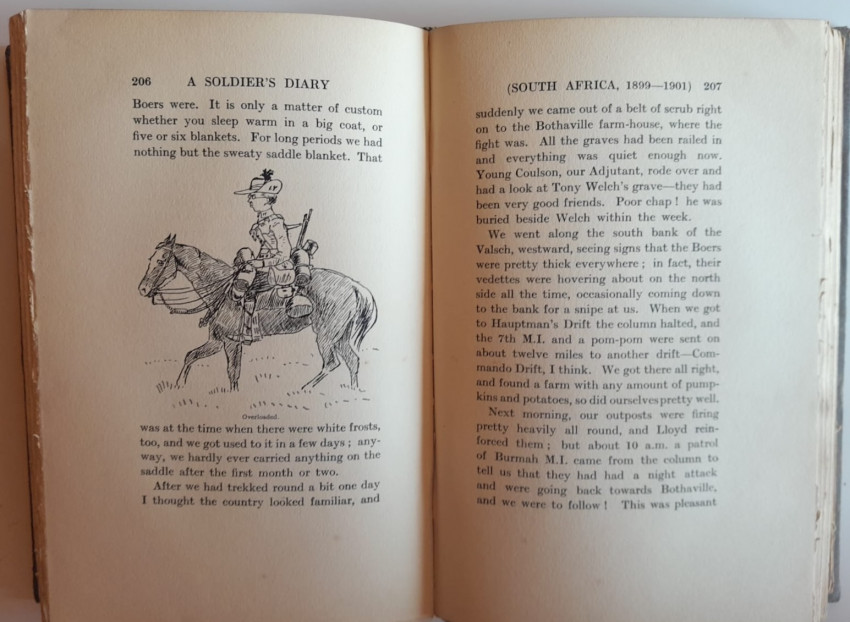 206 A SOLDIER'S DIARY
Boers were. It is only a matter of custom
whether you sleep warm in a big coat, or
five or six blankets. For long periods we had
nothing but the sweaty saddle blanket. That
Overloaded.
was at the time when there were white frosts,
too, and we got used to it in a few days; any-
way, we hardly ever carried anything on the
saddle after the first month or two.
After we had trekked round a bit one day
I thought the country looked familiar, and
(SOUTH AFRICA, 1899—1901) 207
suddenly we came out of a belt of scrub right
on to the Bothaville farm-house, where the
fight was. All the graves had been railed in
and everything was quiet enough now.
Young Coulson, our Adjutant, rode over and
had a look at Tony Welch's grave—they had
been very good friends. Poor chap! he was
buried beside Welch within the week.
We went along the south bank of the
Valsch, westward, seeing signs that the Boers
were pretty thick everywhere; in fact, their
vedettes were hovering about on the north
side all the time, occasionally coming down
to the bank for a snipe at us. When we got
to Hauptman's Drift the column halted, and
the 7th M.I. and a pom-pom were sent on
about twelve miles to another drift—Com-
mando Drift, I think. We got there all right,
and found a farm with any amount of pump-
kins and potatoes, so did ourselves pretty well.
Next morning, our outposts were firing
pretty heavily all round, and Lloyd rein-
forced them; but about 10 a.m. a patrol
of Burmah M.I. came from the column to
tell us that they had had a night attack
and were going back towards Bothaville,
and we were to follow! This was pleasant